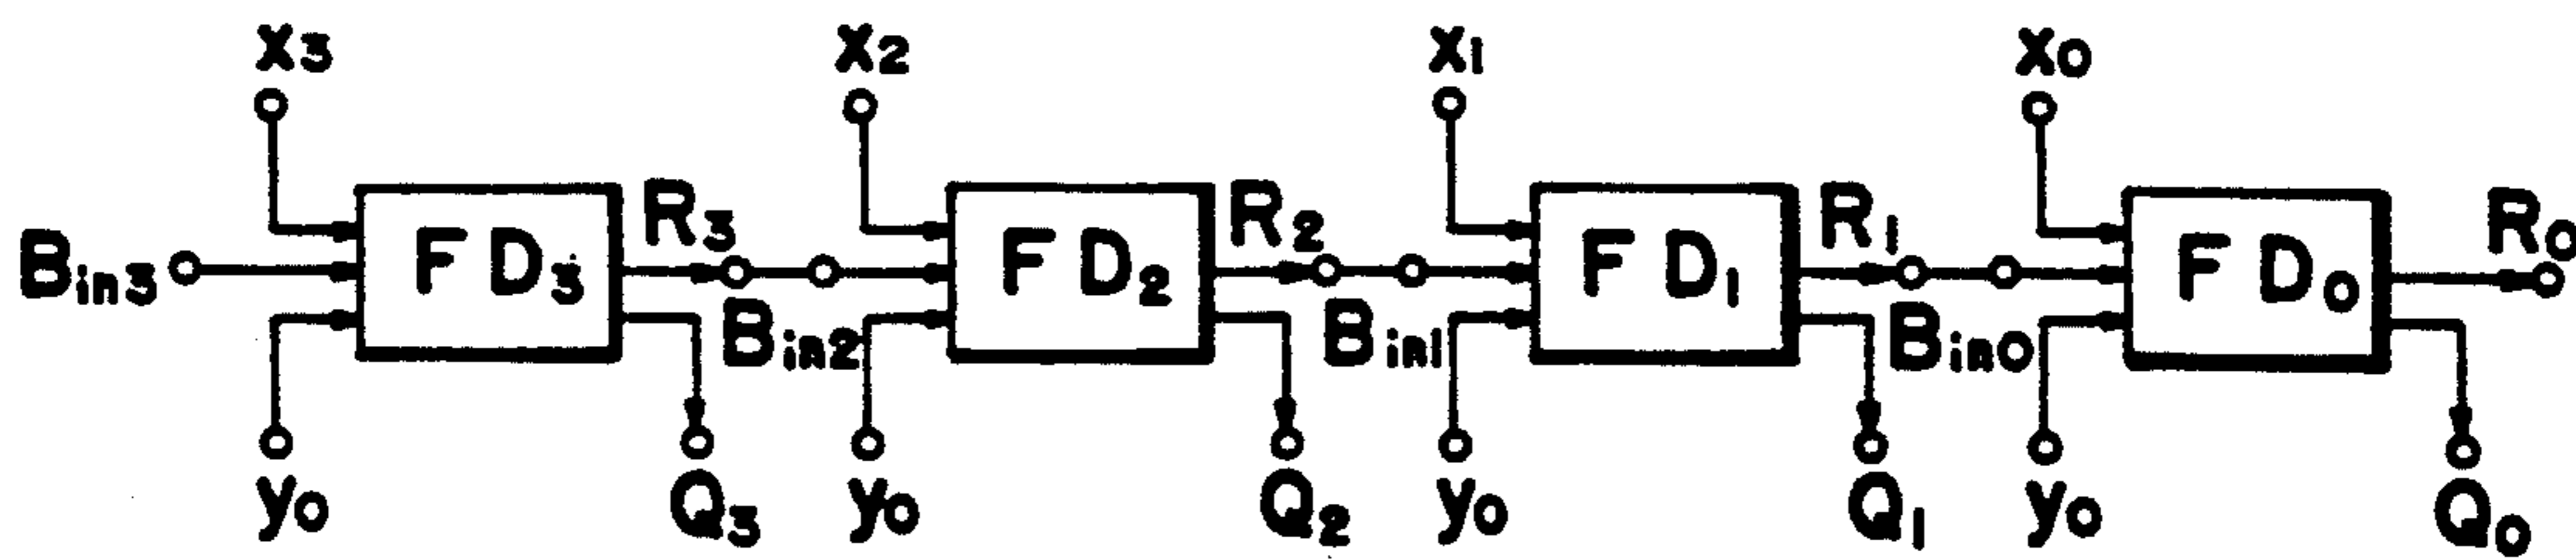 x3 x2 x1 x0
Bin3 FD3 R3 Bin2 FD2 R2 Bin1 FD1 R1 Bin0 FD0 R0
y0 Q3 y0 Q2 y0 Q1 y0 Q0